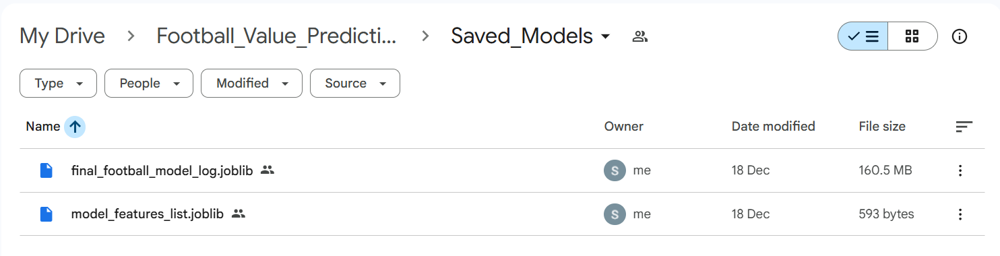 My Drive > Football_Value_Predicti... > Saved_Models
Type People Modified Source
Name Owner Date modified File size
final_football_model_log.joblib S me 18 Dec 160.5 MB
model_features_list.joblib S me 18 Dec 593 bytes